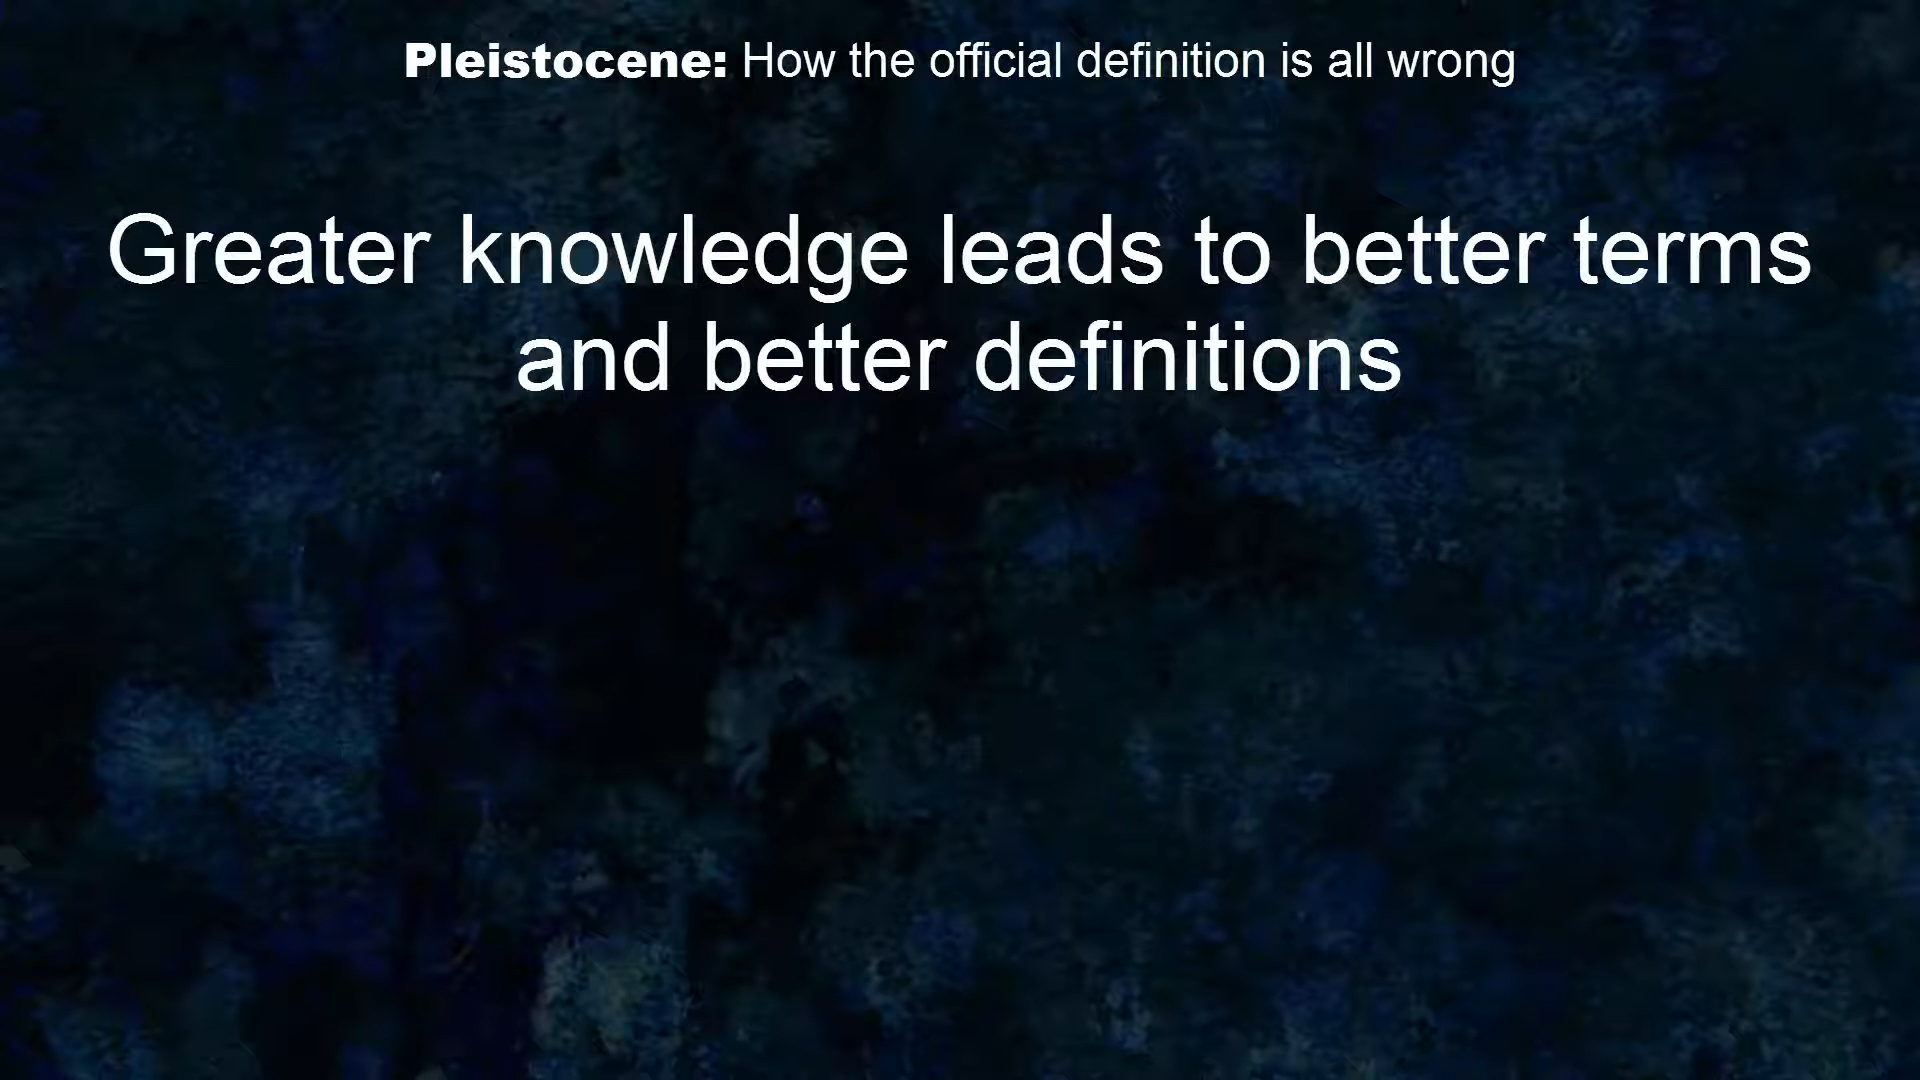 Pleistocene: How the official definition is all wrong
Greater knowledge leads to better terms
and better definitions